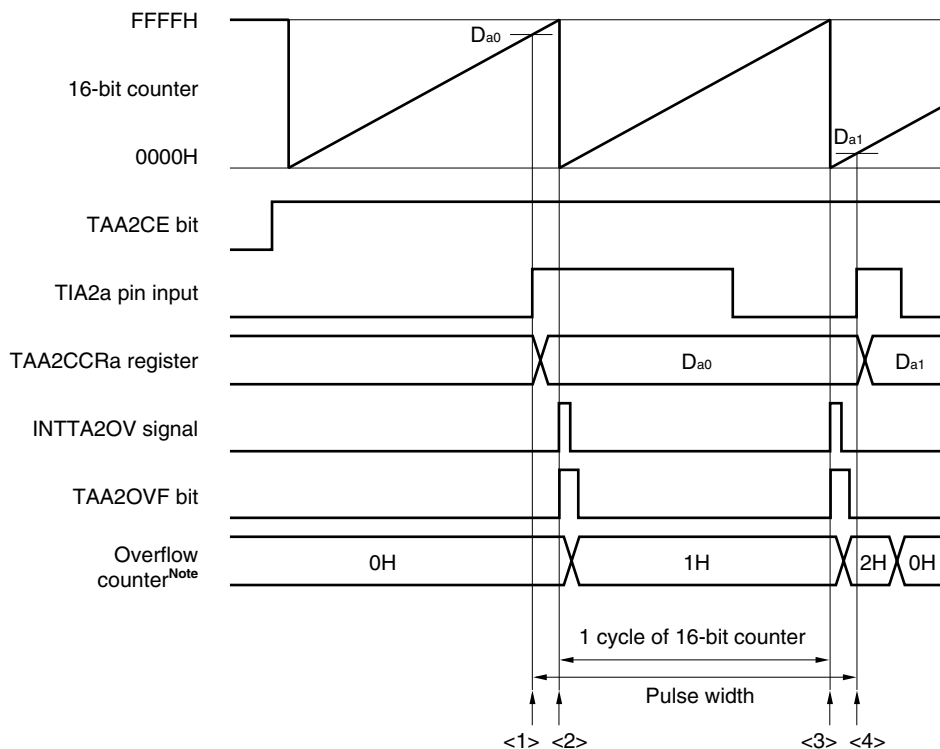 FFFFH
Da0
16-bit counter
Da1
0000H
TAA2CE bit
TIA2a pin input
TAA2CCRa register
Da0
Da1
INTTA2OV signal
TAA2OVF bit
Overflow
counterNote
0H
1H
2H
0H
1 cycle of 16-bit counter
Pulse width
<1> <2> <3> <4>